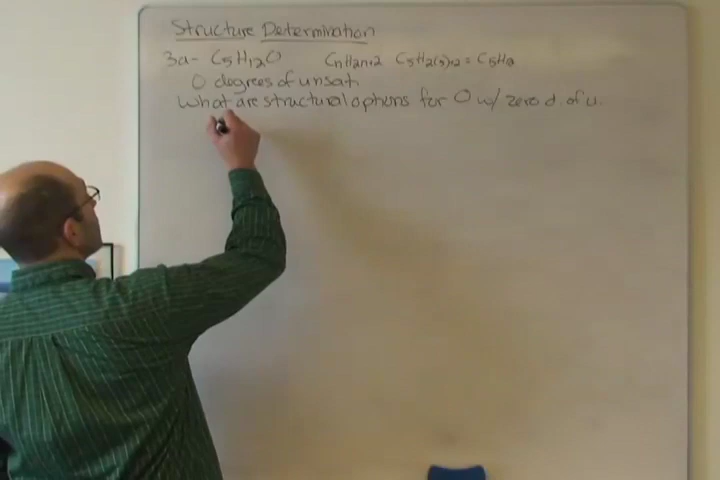 Structure Determination
3a - C5H12O CnH2n+2 C5H2(5)+2 = C5H12
0 degrees of unsat.
What are structural options for O w/ zero d. of u.